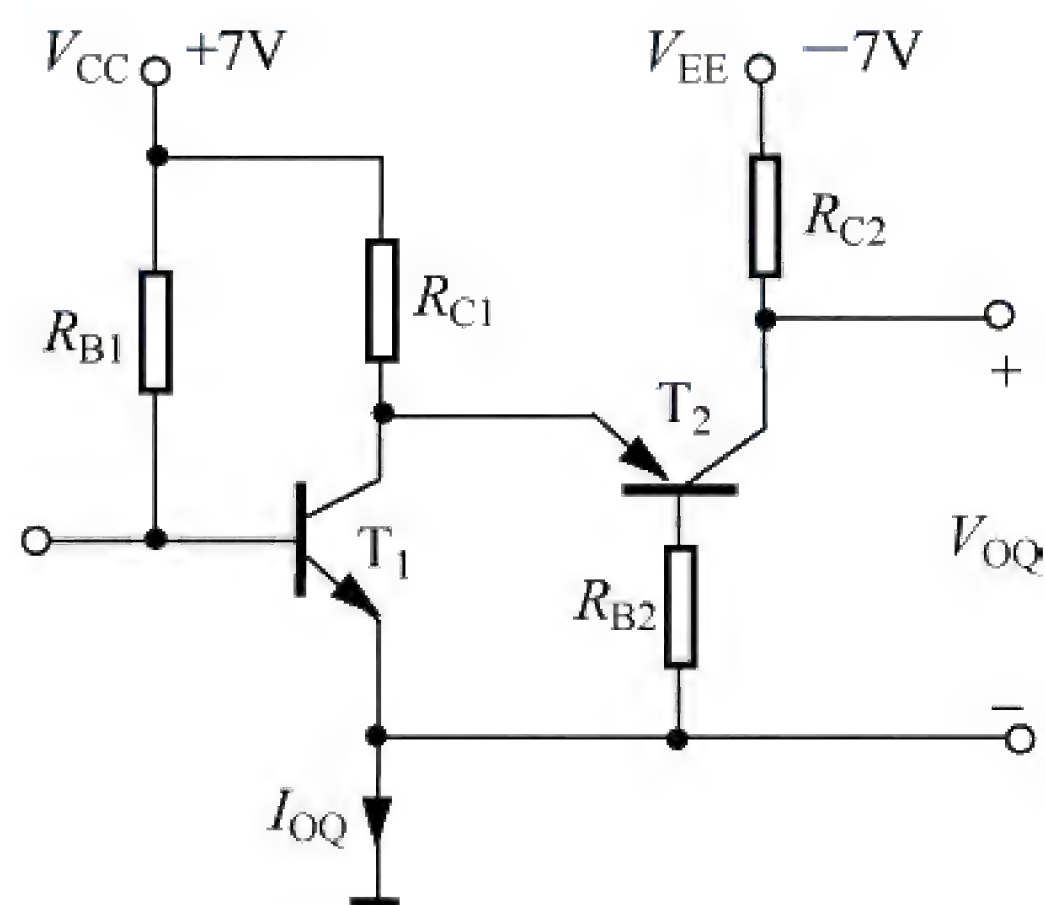 VCC +7V
VEE —7V
RC2
RC1
RB1
+
T2
T1
VOQ
RB2
−
IOQ